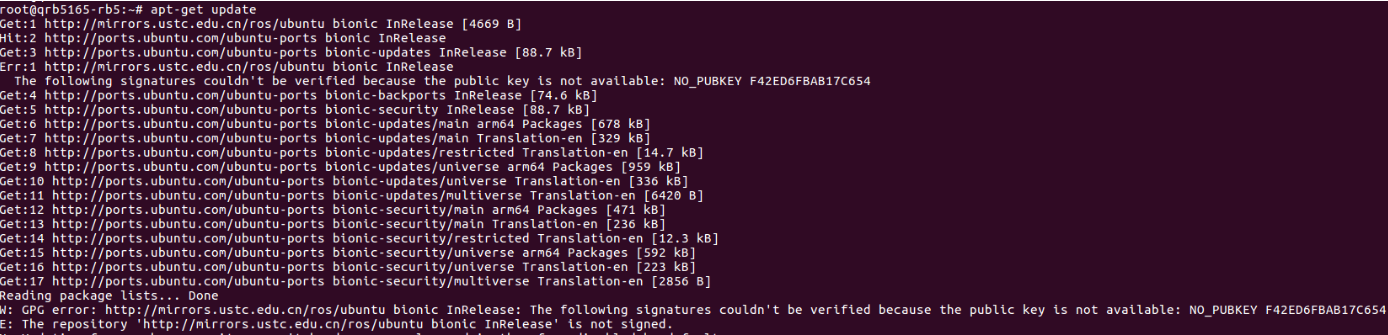 root@qrb5165-rb5:~# apt-get update
Get:1 http://mirrors.ustc.edu.cn/ros/ubuntu bionic InRelease [4669 B]
Hit:2 http://ports.ubuntu.com/ubuntu-ports bionic InRelease
Get:3 http://ports.ubuntu.com/ubuntu-ports bionic-updates InRelease [88.7 kB]
Err:1 http://mirrors.ustc.edu.cn/ros/ubuntu bionic InRelease
  The following signatures couldn't be verified because the public key is not available: NO_PUBKEY F42ED6FBAB17C654
Get:4 http://ports.ubuntu.com/ubuntu-ports bionic-backports InRelease [74.6 kB]
Get:5 http://ports.ubuntu.com/ubuntu-ports bionic-security InRelease [88.7 kB]
Get:6 http://ports.ubuntu.com/ubuntu-ports bionic-updates/main arm64 Packages [678 kB]
Get:7 http://ports.ubuntu.com/ubuntu-ports bionic-updates/main Translation-en [329 kB]
Get:8 http://ports.ubuntu.com/ubuntu-ports bionic-updates/restricted Translation-en [14.7 kB]
Get:9 http://ports.ubuntu.com/ubuntu-ports bionic-updates/universe arm64 Packages [959 kB]
Get:10 http://ports.ubuntu.com/ubuntu-ports bionic-updates/universe Translation-en [336 kB]
Get:11 http://ports.ubuntu.com/ubuntu-ports bionic-updates/multiverse Translation-en [6420 B]
Get:12 http://ports.ubuntu.com/ubuntu-ports bionic-security/main arm64 Packages [471 kB]
Get:13 http://ports.ubuntu.com/ubuntu-ports bionic-security/main Translation-en [236 kB]
Get:14 http://ports.ubuntu.com/ubuntu-ports bionic-security/restricted Translation-en [12.3 kB]
Get:15 http://ports.ubuntu.com/ubuntu-ports bionic-security/universe arm64 Packages [592 kB]
Get:16 http://ports.ubuntu.com/ubuntu-ports bionic-security/universe Translation-en [223 kB]
Get:17 http://ports.ubuntu.com/ubuntu-ports bionic-security/multiverse Translation-en [2856 B]
Reading package lists... Done
W: GPG error: http://mirrors.ustc.edu.cn/ros/ubuntu bionic InRelease: The following signatures couldn't be verified because the public key is not available: NO_PUBKEY F42ED6FBAB17C654
E: The repository 'http://mirrors.ustc.edu.cn/ros/ubuntu bionic InRelease' is not signed.